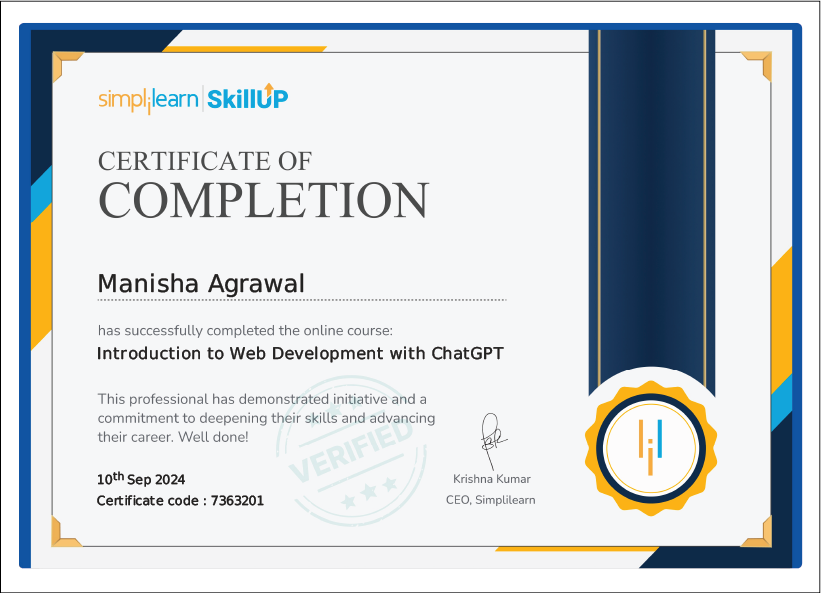 simplilearn | SkillUP
CERTIFICATE OF
COMPLETION
Manisha Agrawal
has successfully completed the online course:
Introduction to Web Development with ChatGPT
This professional has demonstrated initiative and a
commitment to deepening their skills and advancing
their career. Well done!
VERIFIED
10th Sep 2024
Certificate code : 7363201
Krishna Kumar
CEO, Simplilearn